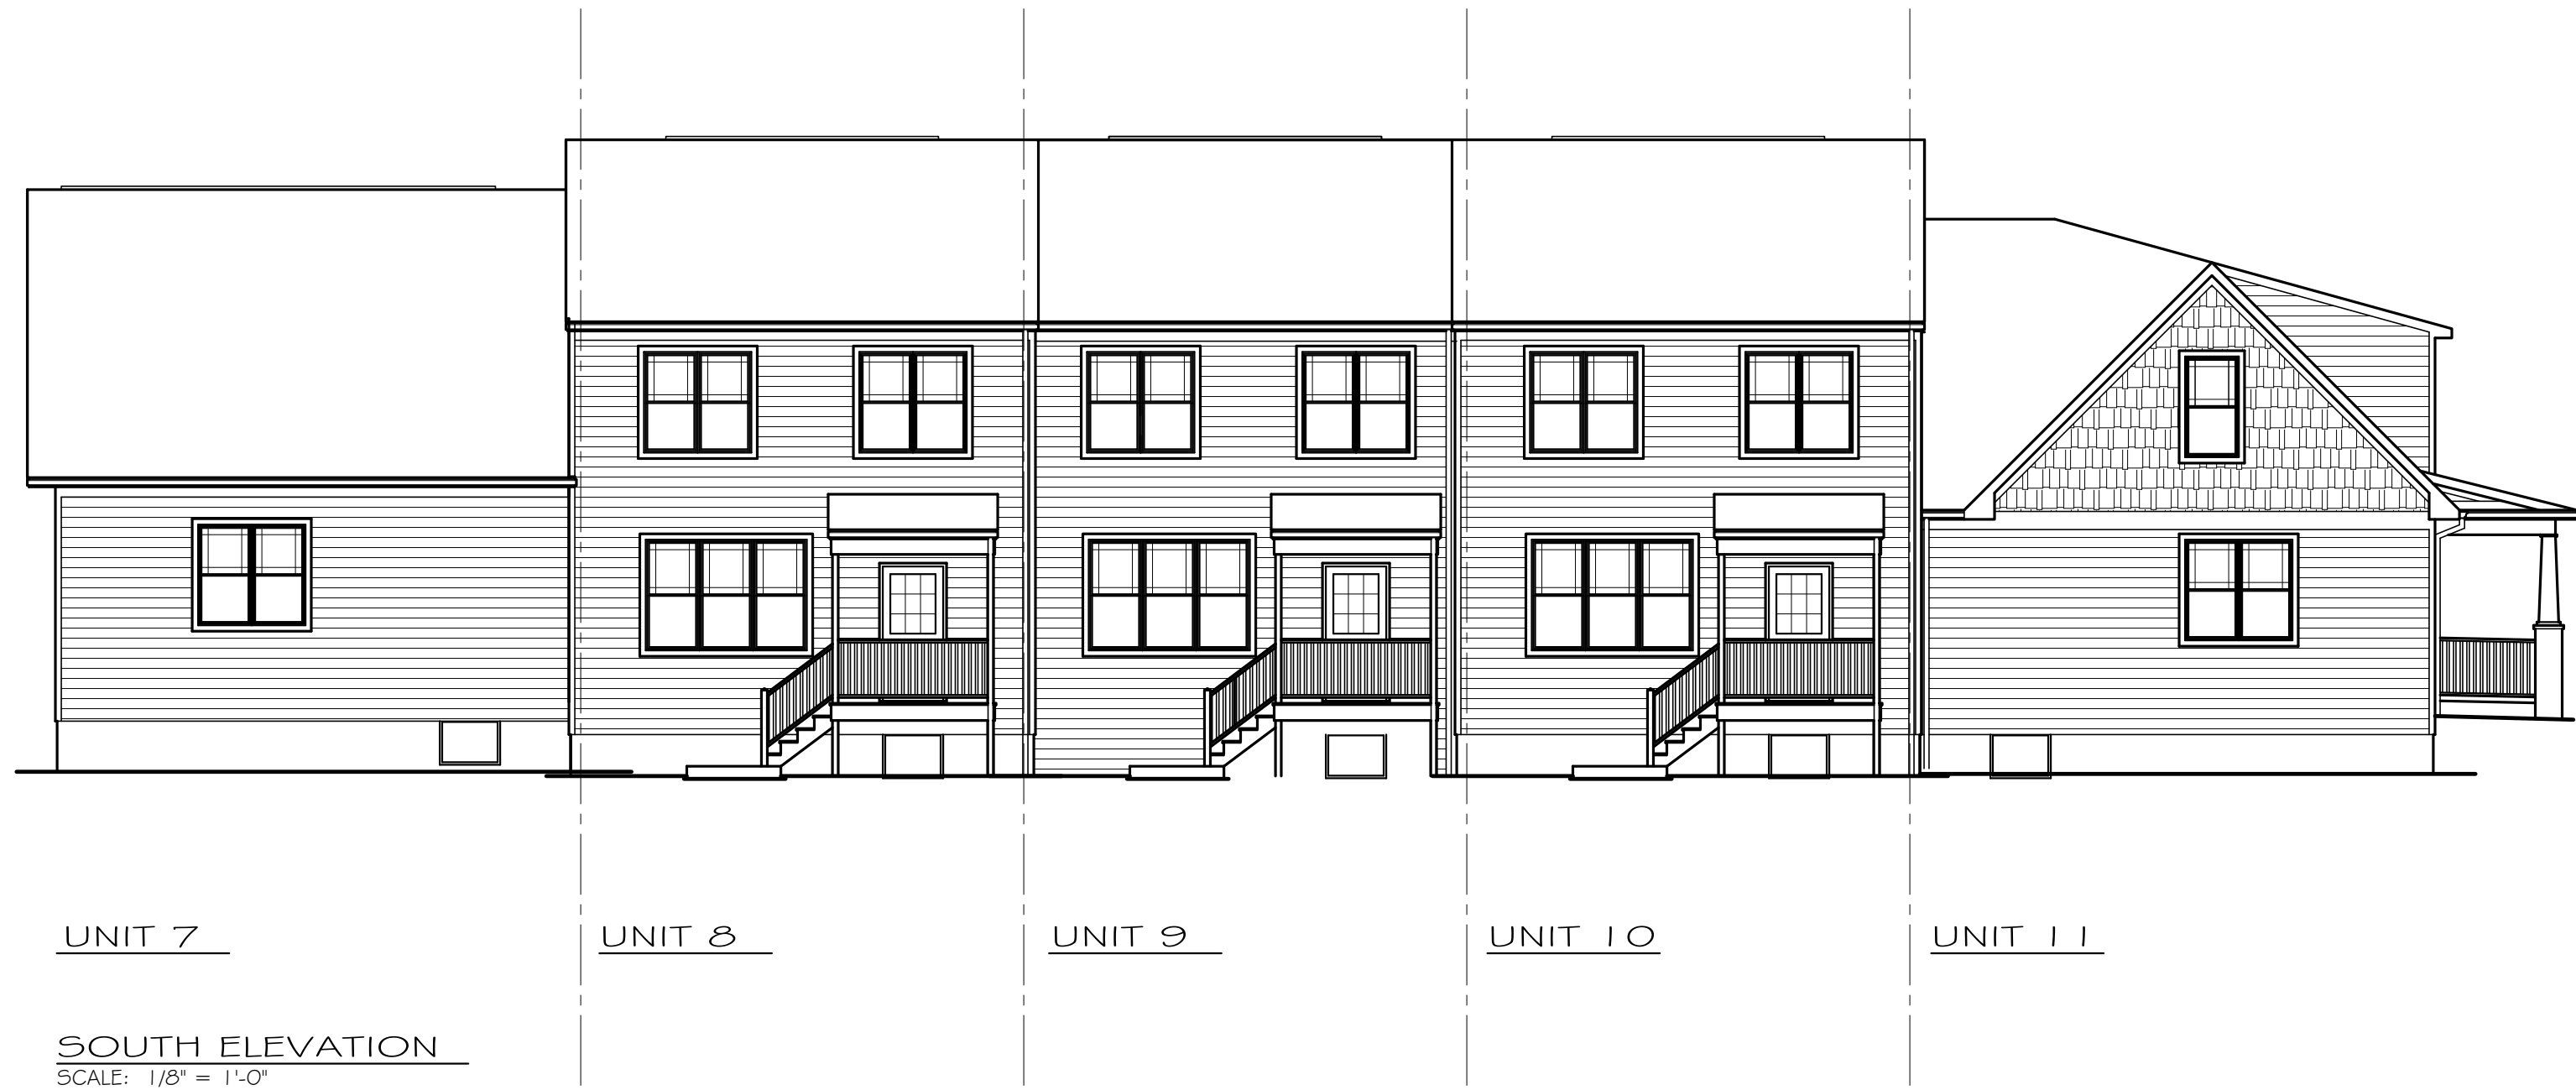 UNIT 7
UNIT 8
UNIT 9
UNIT 10
UNIT 11
SOUTH ELEVATION
SCALE: 1/8" = 1'-0"